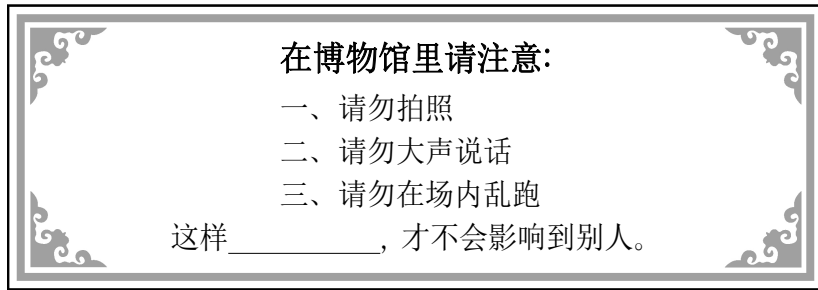 在博物馆里请注意:
一、请勿拍照
二、请勿大声说话
三、请勿在场内乱跑
这样__________, 才不会影响到别人。